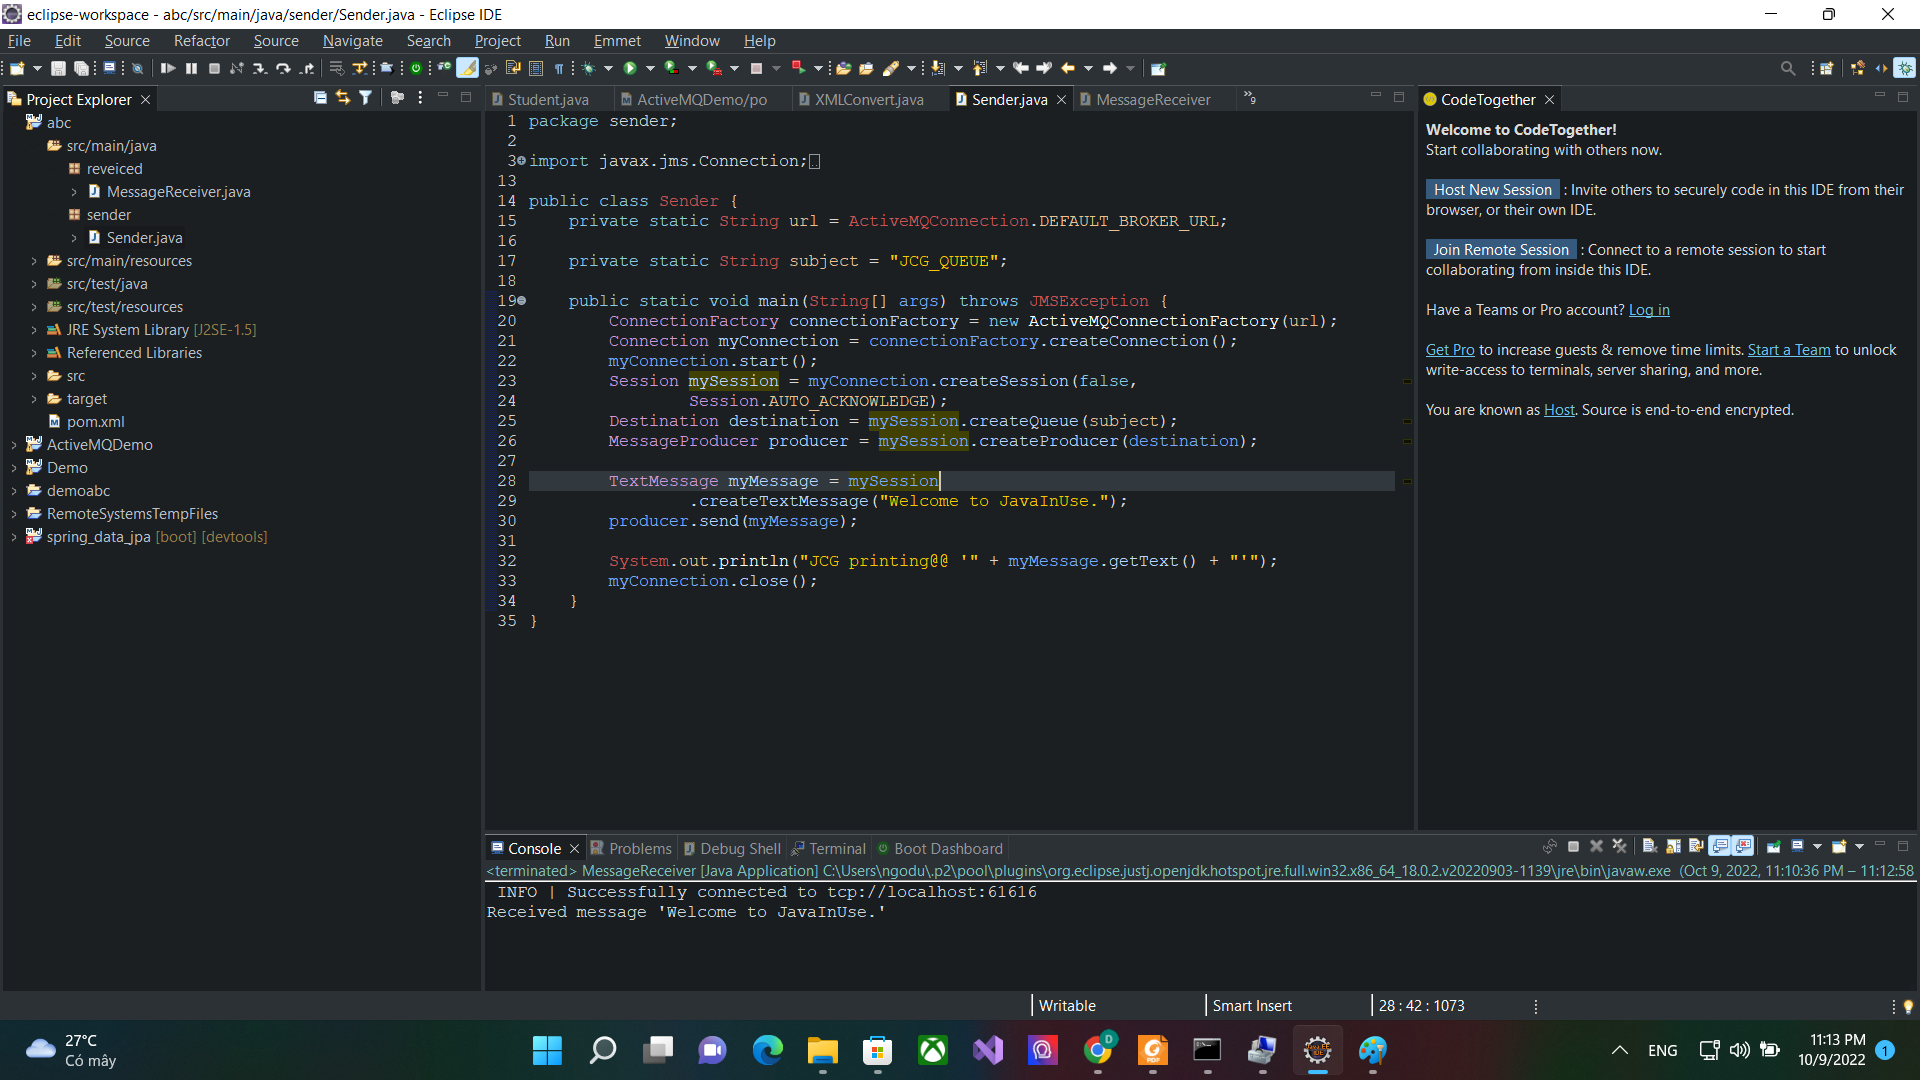 eclipse-workspace - abc/src/main/java/sender/Sender.java - Eclipse IDE
File Edit Source Refactor Source Navigate Search Project Run Emmet Window Help
Project Explorer
abc
src/main/java
reveiced
MessageReceiver.java
sender
Sender.java
src/main/resources
src/test/java
src/test/resources
JRE System Library [J2SE-1.5]
Referenced Libraries
src
target
pom.xml
ActiveMQDemo
Demo
demoabc
RemoteSystemsTempFiles
spring_data_jpa [boot] [devtools]
Student.java ActiveMQDemo/po XMLConvert.java Sender.java MessageReceiver »9
1 package sender;
2
3 import javax.jms.Connection;
13
14 public class Sender {
15 private static String url = ActiveMQConnection.DEFAULT_BROKER_URL;
16
17 private static String subject = "JCG_QUEUE";
18
19 public static void main(String[] args) throws JMSException {
20 ConnectionFactory connectionFactory = new ActiveMQConnectionFactory(url);
21 Connection myConnection = connectionFactory.createConnection();
22 myConnection.start();
23 Session mySession = myConnection.createSession(false,
24 Session.AUTO_ACKNOWLEDGE);
25 Destination destination = mySession.createQueue(subject);
26 MessageProducer producer = mySession.createProducer(destination);
27
28 TextMessage myMessage = mySession
29 .createTextMessage("Welcome to JavaInUse.");
30 producer.send(myMessage);
31
32 System.out.println("JCG printing@@ '" + myMessage.getText() + "'");
33 myConnection.close();
34 }
35 }
CodeTogether
Welcome to CodeTogether!
Start collaborating with others now.
Host New Session : Invite others to securely code in this IDE from their
browser, or their own IDE.
Join Remote Session : Connect to a remote session to start
collaborating from inside this IDE.
Have a Teams or Pro account? Log in
Get Pro to increase guests & remove time limits. Start a Team to unlock
write-access to terminals, server sharing, and more.
You are known as Host. Source is end-to-end encrypted.
Console Problems Debug Shell Terminal Boot Dashboard
<terminated> MessageReceiver [Java Application] C:\Users\ngodu\.p2\pool\plugins\org.eclipse.justj.openjdk.hotspot.jre.full.win32.x86_64_18.0.2.v20220903-1139\jre\bin\javaw.exe (Oct 9, 2022, 11:10:36 PM – 11:12:58
INFO | Successfully connected to tcp://localhost:61616
Received message 'Welcome to JavaInUse.'
Writable Smart Insert 28 : 42 : 1073
27°C
Có mây
D
ENG
11:13 PM
10/9/2022
1